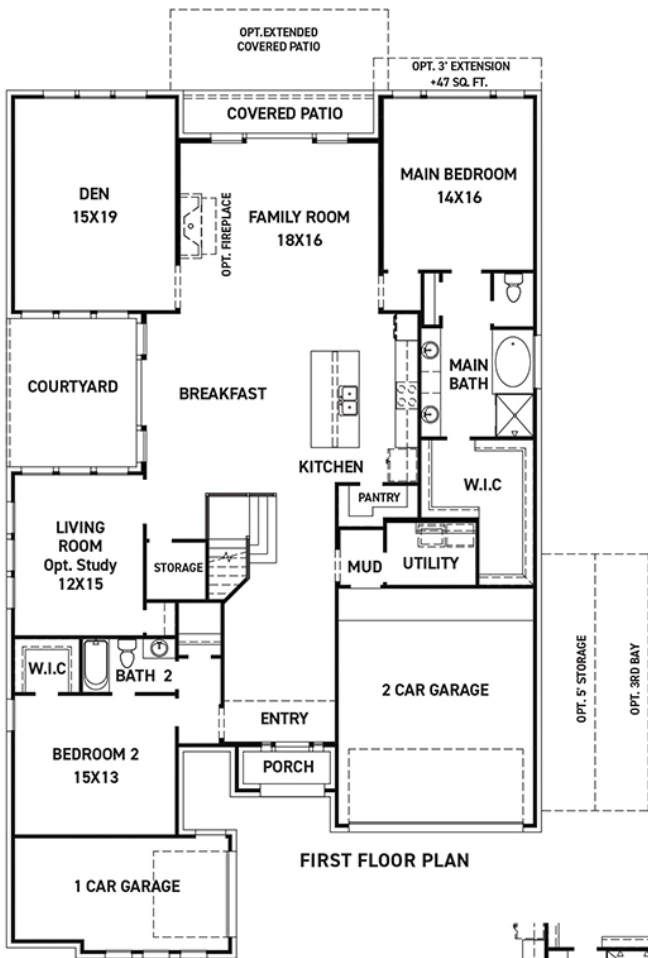 OPT.EXTENDED
COVERED PATIO
OPT. 3' EXTENSION
+47 SQ. FT.
COVERED PATIO
DEN
15X19
FAMILY ROOM
18X16
OPT. FIREPLACE
MAIN BEDROOM
14X16
COURTYARD
BREAKFAST
MAIN
BATH
KITCHEN
PANTRY
W.I.C
LIVING
ROOM
Opt. Study
12X15
STORAGE
MUD
UTILITY
W.I.C
BATH 2
2 CAR GARAGE
OPT. 5' STORAGE
OPT. 3RD BAY
ENTRY
BEDROOM 2
15X13
PORCH
FIRST FLOOR PLAN
1 CAR GARAGE